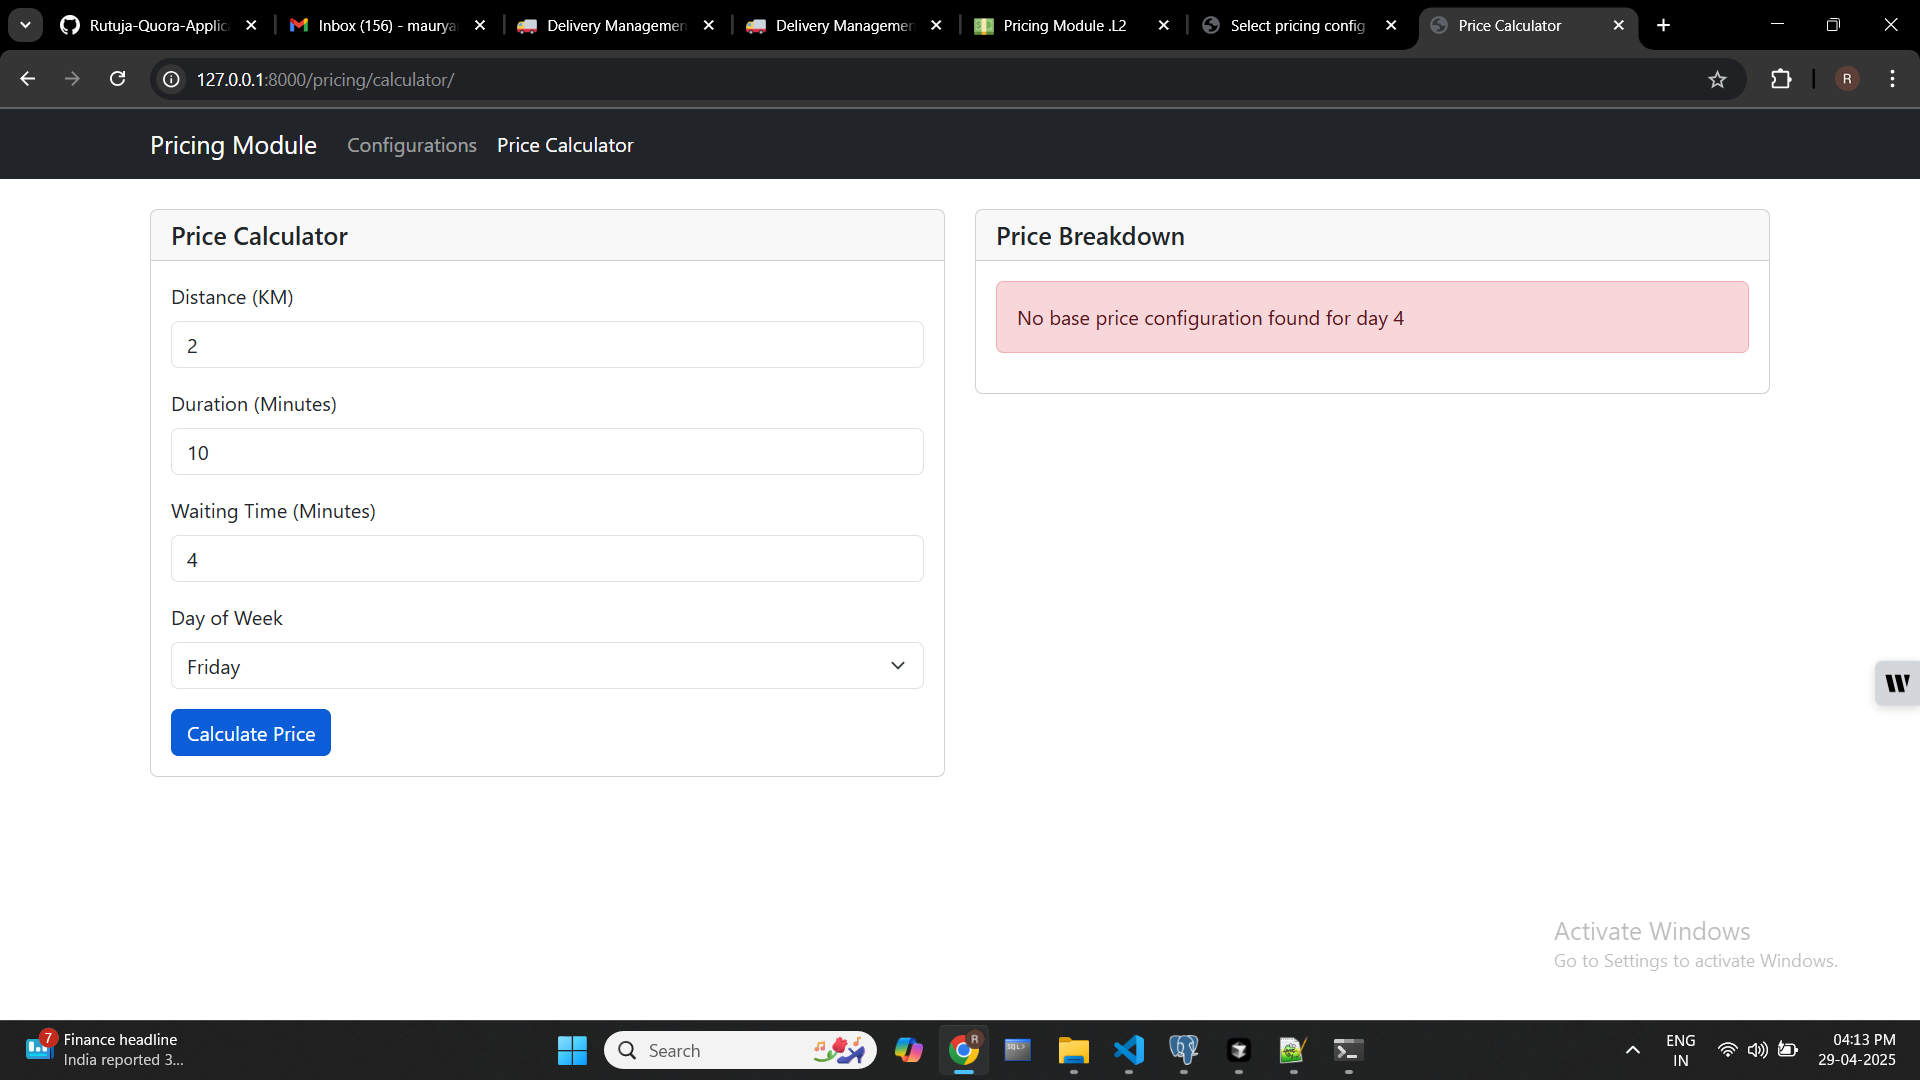 Rutuja-Quora-Applica
Inbox (156) - maurya
Delivery Managemen
Delivery Managemen
Pricing Module .L2
Select pricing config
Price Calculator
127.0.0.1:8000/pricing/calculator/
R
Pricing Module
Configurations
Price Calculator
Price Calculator
Distance (KM)
2
Duration (Minutes)
10
Waiting Time (Minutes)
4
Day of Week
Friday
Calculate Price
Price Breakdown
No base price configuration found for day 4
W
Activate Windows
Go to Settings to activate Windows.
7
Finance headline
India reported 3...
Search
R
SQL>
ENG
IN
04:13 PM
29-04-2025